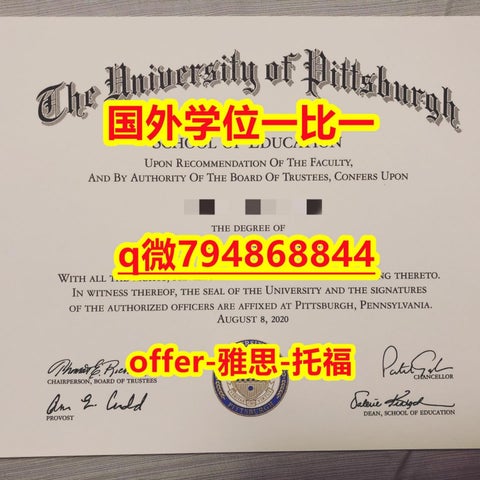 The University of Pittsburgh
国外学位一比一
SCHOOL OF EDUCATION
UPON RECOMMENDATION OF THE FACULTY,
AND BY AUTHORITY OF THE BOARD OF TRUSTEES, CONFERS UPON
THE DEGREE OF
q微794868844
WITH ALL THE THERETO.
IN WITNESS THEREOF, THE SEAL OF THE UNIVERSITY AND THE SIGNATURES
OF THE AUTHORIZED OFFICERS ARE AFFIXED AT PITTSBURGH, PENNSYLVANIA.
AUGUST 8, 2020
offer-雅思-托福
CHAIRPERSON, BOARD OF TRUSTEES
CHANCELLOR
PROVOST
DEAN, SCHOOL OF EDUCATION
PITTSBURGH